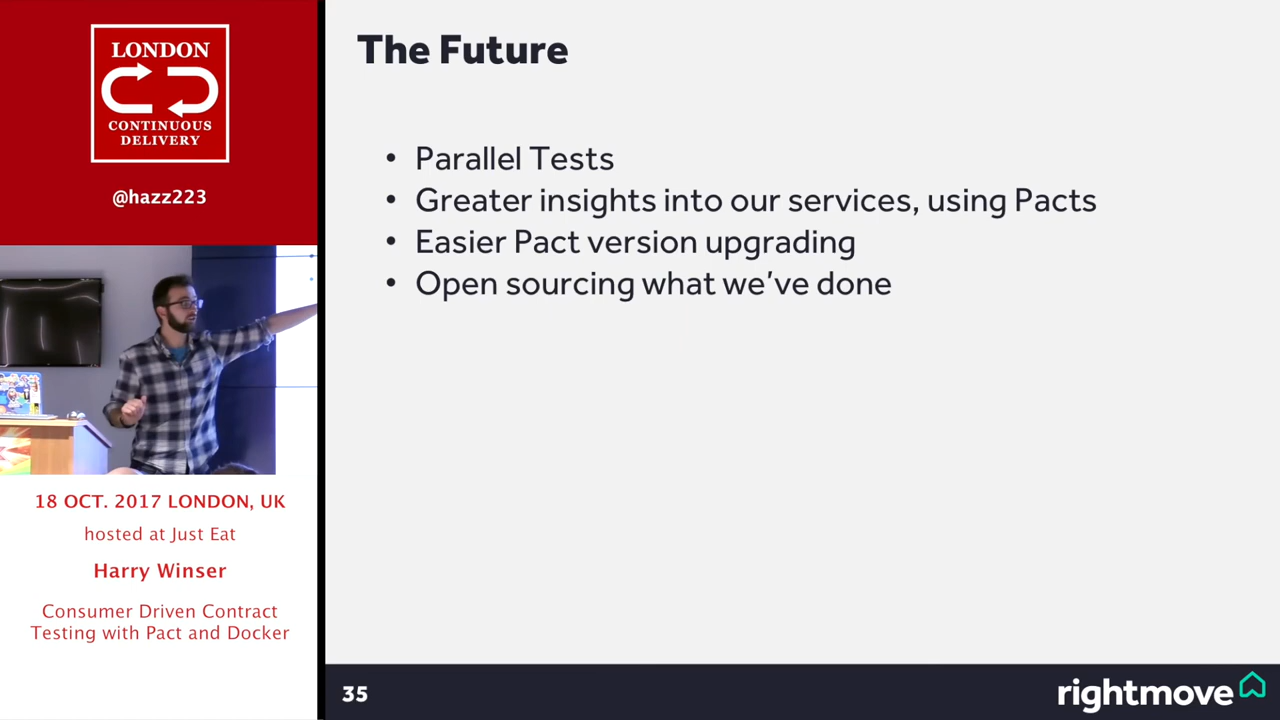 LONDON
CONTINUOUS
DELIVERY
@hazz223
18 OCT. 2017 LONDON, UK
hosted at Just Eat
Harry Winser
Consumer Driven Contract
Testing with Pact and Docker
The Future
• Parallel Tests
• Greater insights into our services, using Pacts
• Easier Pact version upgrading
• Open sourcing what we’ve done
35
rightmove